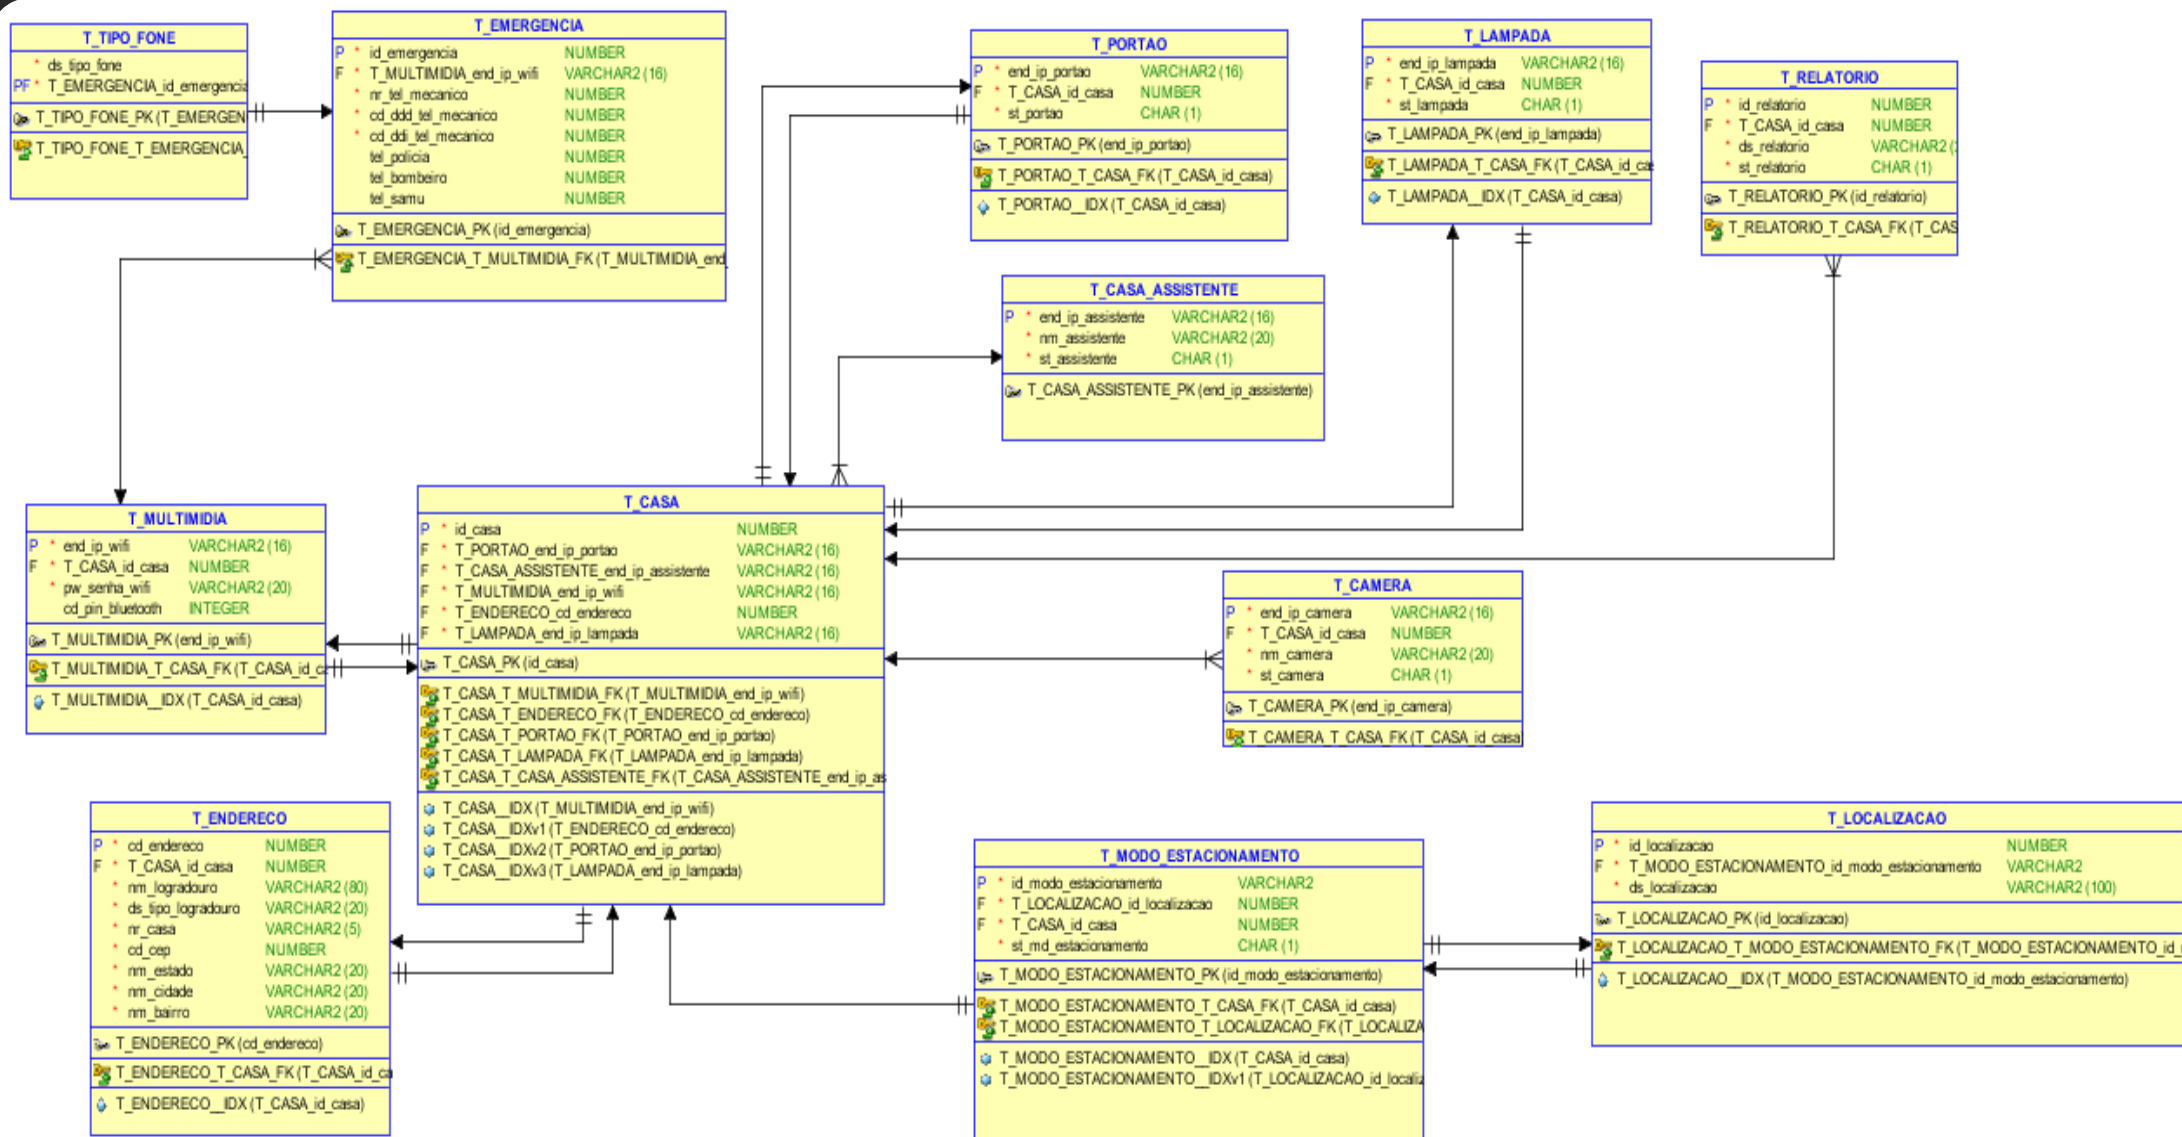 T_TIPO_FONE
* ds_tipo_fone
PF * T_EMERGENCIA_id_emergencia
T_TIPO_FONE_PK (T_EMERGEN
T_TIPO_FONE_T_EMERGENCIA_
T_EMERGENCIA
P * id_emergencia NUMBER
F * T_MULTIMIDIA_end_ip_wifi VARCHAR2 (16)
* nr_tel_mecanico NUMBER
* cd_ddd_tel_mecanico NUMBER
* cd_ddi_tel_mecanico NUMBER
tel_policia NUMBER
tel_bombeiro NUMBER
tel_samu NUMBER
T_EMERGENCIA_PK (id_emergencia)
T_EMERGENCIA_T_MULTIMIDIA_FK (T_MULTIMIDIA_end
T_PORTAO
P * end_ip_portao VARCHAR2 (16)
F * T_CASA_id_casa NUMBER
* st_portao CHAR (1)
T_PORTAO_PK (end_ip_portao)
T_PORTAO_T_CASA_FK (T_CASA_id_casa)
T_PORTAO__IDX (T_CASA_id_casa)
T_LAMPADA
P * end_ip_lampada VARCHAR2 (16)
F * T_CASA_id_casa NUMBER
* st_lampada CHAR (1)
T_LAMPADA_PK (end_ip_lampada)
T_LAMPADA_T_CASA_FK (T_CASA_id_ca
T_LAMPADA__IDX (T_CASA_id_casa)
T_RELATORIO
P * id_relatorio NUMBER
F * T_CASA_id_casa NUMBER
* ds_relatorio VARCHAR2 (
* st_relatorio CHAR (1)
T_RELATORIO_PK (id_relatorio)
T_RELATORIO_T_CASA_FK (T_CAS
T_CASA_ASSISTENTE
P * end_ip_assistente VARCHAR2 (16)
* nm_assistente VARCHAR2 (20)
* st_assistente CHAR (1)
T_CASA_ASSISTENTE_PK (end_ip_assistente)
T_MULTIMIDIA
P * end_ip_wifi VARCHAR2 (16)
F * T_CASA_id_casa NUMBER
* pw_senha_wifi VARCHAR2 (20)
cd_pin_bluetooth INTEGER
T_MULTIMIDIA_PK (end_ip_wifi)
T_MULTIMIDIA_T_CASA_FK (T_CASA_id_c
T_MULTIMIDIA__IDX (T_CASA_id_casa)
T_CASA
P * id_casa NUMBER
F * T_PORTAO_end_ip_portao VARCHAR2 (16)
F * T_CASA_ASSISTENTE_end_ip_assistente VARCHAR2 (16)
F * T_MULTIMIDIA_end_ip_wifi VARCHAR2 (16)
F * T_ENDERECO_cd_endereco NUMBER
F * T_LAMPADA_end_ip_lampada VARCHAR2 (16)
T_CASA_PK (id_casa)
T_CASA_T_MULTIMIDIA_FK (T_MULTIMIDIA_end_ip_wifi)
T_CASA_T_ENDERECO_FK (T_ENDERECO_cd_endereco)
T_CASA_T_PORTAO_FK (T_PORTAO_end_ip_portao)
T_CASA_T_LAMPADA_FK (T_LAMPADA_end_ip_lampada)
T_CASA_T_CASA_ASSISTENTE_FK (T_CASA_ASSISTENTE_end_ip_as
T_CASA__IDX (T_MULTIMIDIA_end_ip_wifi)
T_CASA__IDXv1 (T_ENDERECO_cd_endereco)
T_CASA__IDXv2 (T_PORTAO_end_ip_portao)
T_CASA__IDXv3 (T_LAMPADA_end_ip_lampada)
T_CAMERA
P * end_ip_camera VARCHAR2 (16)
F * T_CASA_id_casa NUMBER
* nm_camera VARCHAR2 (20)
* st_camera CHAR (1)
T_CAMERA_PK (end_ip_camera)
T_CAMERA_T_CASA_FK (T_CASA_id_casa
T_ENDERECO
P * cd_endereco NUMBER
F * T_CASA_id_casa NUMBER
* nm_logradouro VARCHAR2 (80)
* ds_tipo_logradouro VARCHAR2 (20)
* nr_casa VARCHAR2 (5)
* cd_cep NUMBER
* nm_estado VARCHAR2 (20)
* nm_cidade VARCHAR2 (20)
* nm_bairro VARCHAR2 (20)
T_ENDERECO_PK (cd_endereco)
T_ENDERECO_T_CASA_FK (T_CASA_id_ca
T_ENDERECO__IDX (T_CASA_id_casa)
T_MODO_ESTACIONAMENTO
P * id_modo_estacionamento VARCHAR2
F * T_LOCALIZACAO_id_localizacao NUMBER
F * T_CASA_id_casa NUMBER
* st_md_estacionamento CHAR (1)
T_MODO_ESTACIONAMENTO_PK (id_modo_estacionamento)
T_MODO_ESTACIONAMENTO_T_CASA_FK (T_CASA_id_casa)
T_MODO_ESTACIONAMENTO_T_LOCALIZACAO_FK (T_LOCALIZA
T_MODO_ESTACIONAMENTO__IDX (T_CASA_id_casa)
T_MODO_ESTACIONAMENTO__IDXv1 (T_LOCALIZACAO_id_localiz
T_LOCALIZACAO
P * id_localizacao NUMBER
F * T_MODO_ESTACIONAMENTO_id_modo_estacionamento VARCHAR2
* ds_localizacao VARCHAR2 (100)
T_LOCALIZACAO_PK (id_localizacao)
T_LOCALIZACAO_T_MODO_ESTACIONAMENTO_FK (T_MODO_ESTACIONAMENTO_id_
T_LOCALIZACAO__IDX (T_MODO_ESTACIONAMENTO_id_modo_estacionamento)